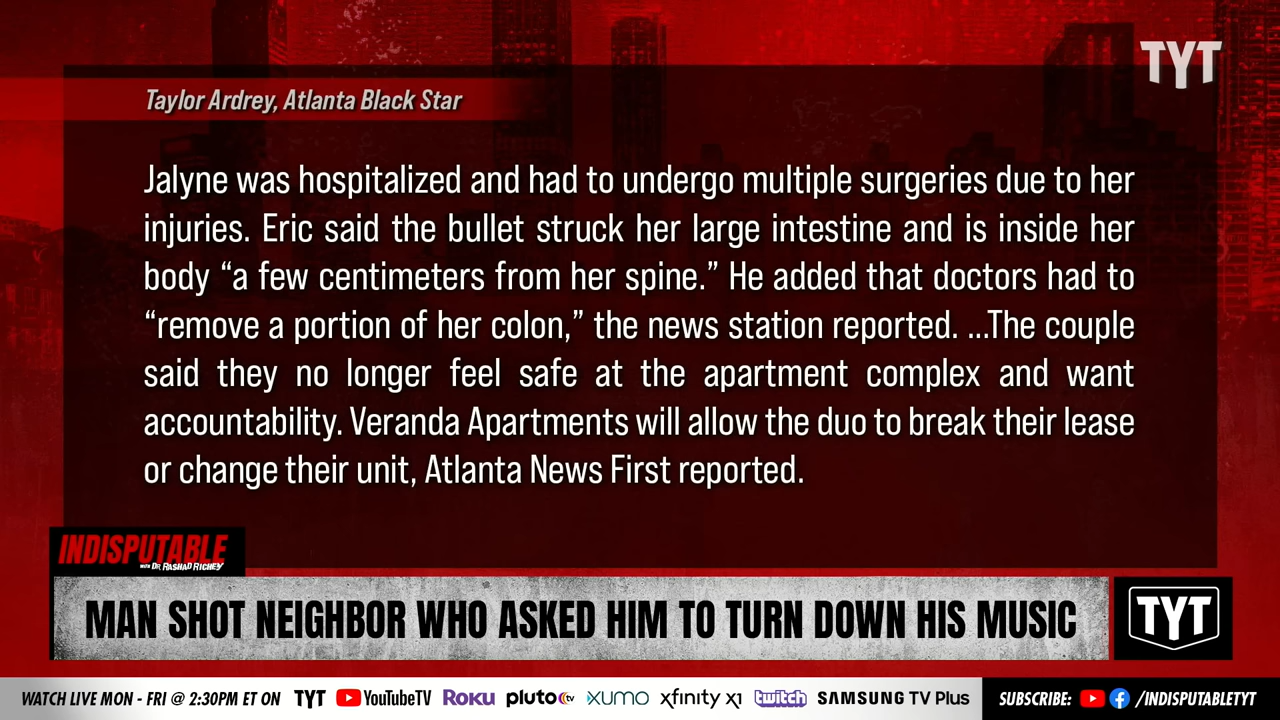 TYT
Taylor Ardrey, Atlanta Black Star
Jalyne was hospitalized and had to undergo multiple surgeries due to her
injuries. Eric said the bullet struck her large intestine and is inside her
body “a few centimeters from her spine.” He added that doctors had to
“remove a portion of her colon,” the news station reported. ...The couple
said they no longer feel safe at the apartment complex and want
accountability. Veranda Apartments will allow the duo to break their lease
or change their unit, Atlanta News First reported.
INDISPUTABLE
WITH DR. RASHAD RICHEY
MAN SHOT NEIGHBOR WHO ASKED HIM TO TURN DOWN HIS MUSIC
TYT
WATCH LIVE MON - FRI @ 2:30PM ET ON TYT YouTubeTV Roku pluto tv xumo xfinity x1 twitch SAMSUNG TV Plus SUBSCRIBE: /INDISPUTABLETYT